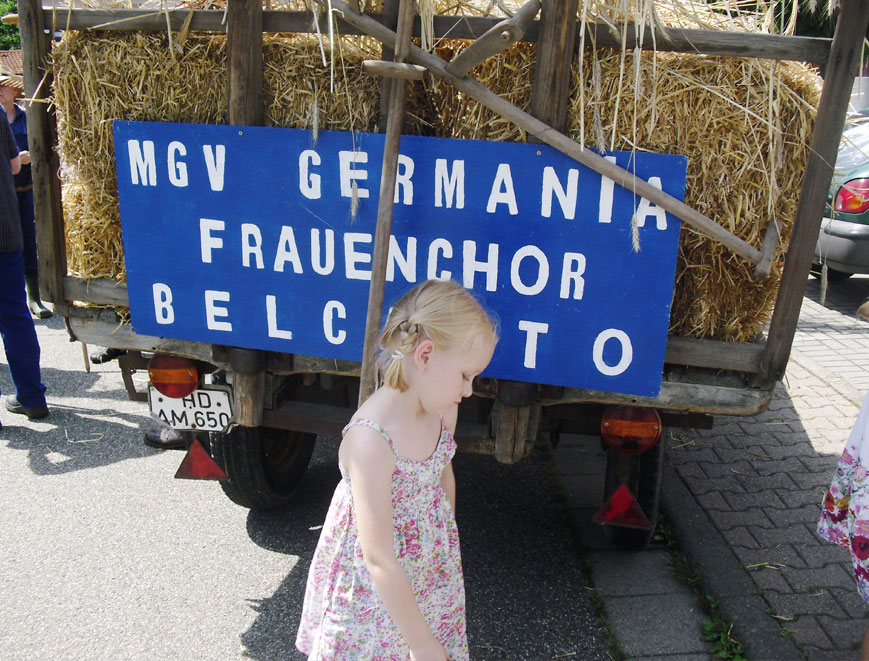 MGV GERMANIA
FRAUENCHOR
HD
AM 650